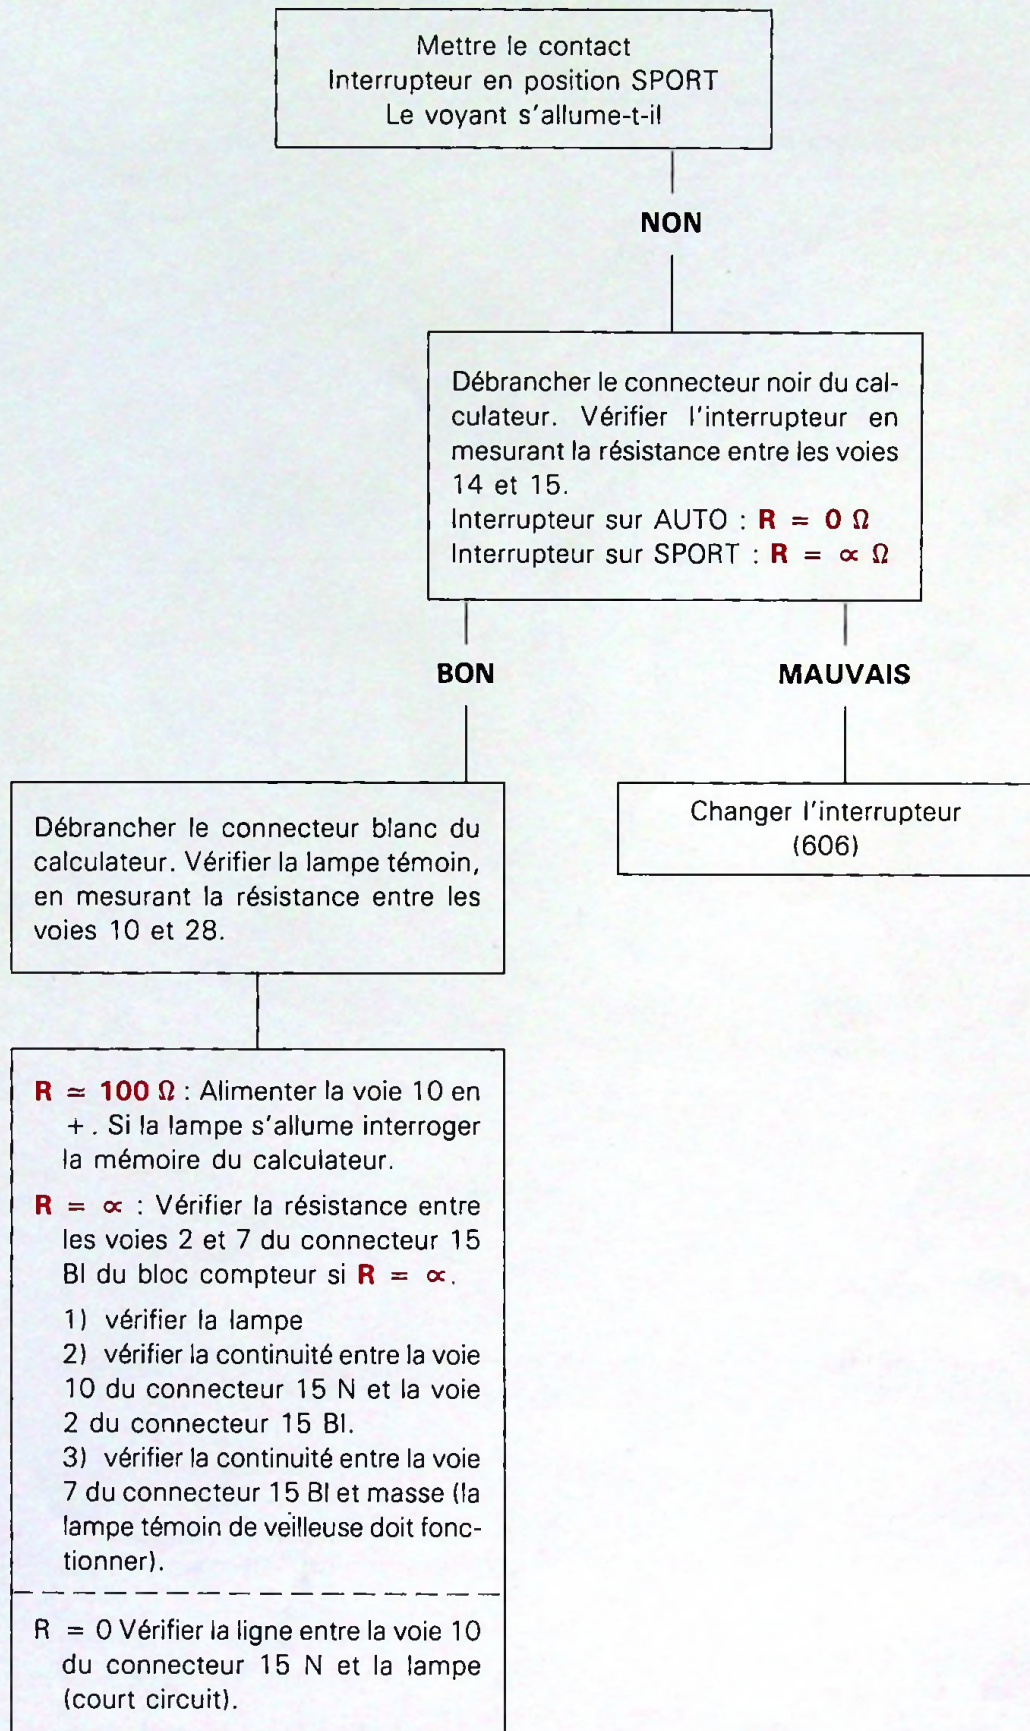 Mettre le contact
Interrupteur en position SPORT
Le voyant s'allume-t-il
NON
Débrancher le connecteur noir du cal-
culateur. Vérifier l'interrupteur en
mesurant la résistance entre les voies
14 et 15.
Interrupteur sur AUTO : R = 0 Ω
Interrupteur sur SPORT : R = ∝ Ω
BON
MAUVAIS
Débrancher le connecteur blanc du
calculateur. Vérifier la lampe témoin,
en mesurant la résistance entre les
voies 10 et 28.
Changer l'interrupteur
(606)
R ≃ 100 Ω : Alimenter la voie 10 en
+ . Si la lampe s'allume interroger
la mémoire du calculateur.
R = ∝ : Vérifier la résistance entre
les voies 2 et 7 du connecteur 15
Bl du bloc compteur si R = ∝.
1) vérifier la lampe
2) vérifier la continuité entre la voie
10 du connecteur 15 N et la voie
2 du connecteur 15 Bl.
3) vérifier la continuité entre la voie
7 du connecteur 15 Bl et masse (la
lampe témoin de veilleuse doit fonc-
tionner).
R = 0 Vérifier la ligne entre la voie 10
du connecteur 15 N et la lampe
(court circuit).